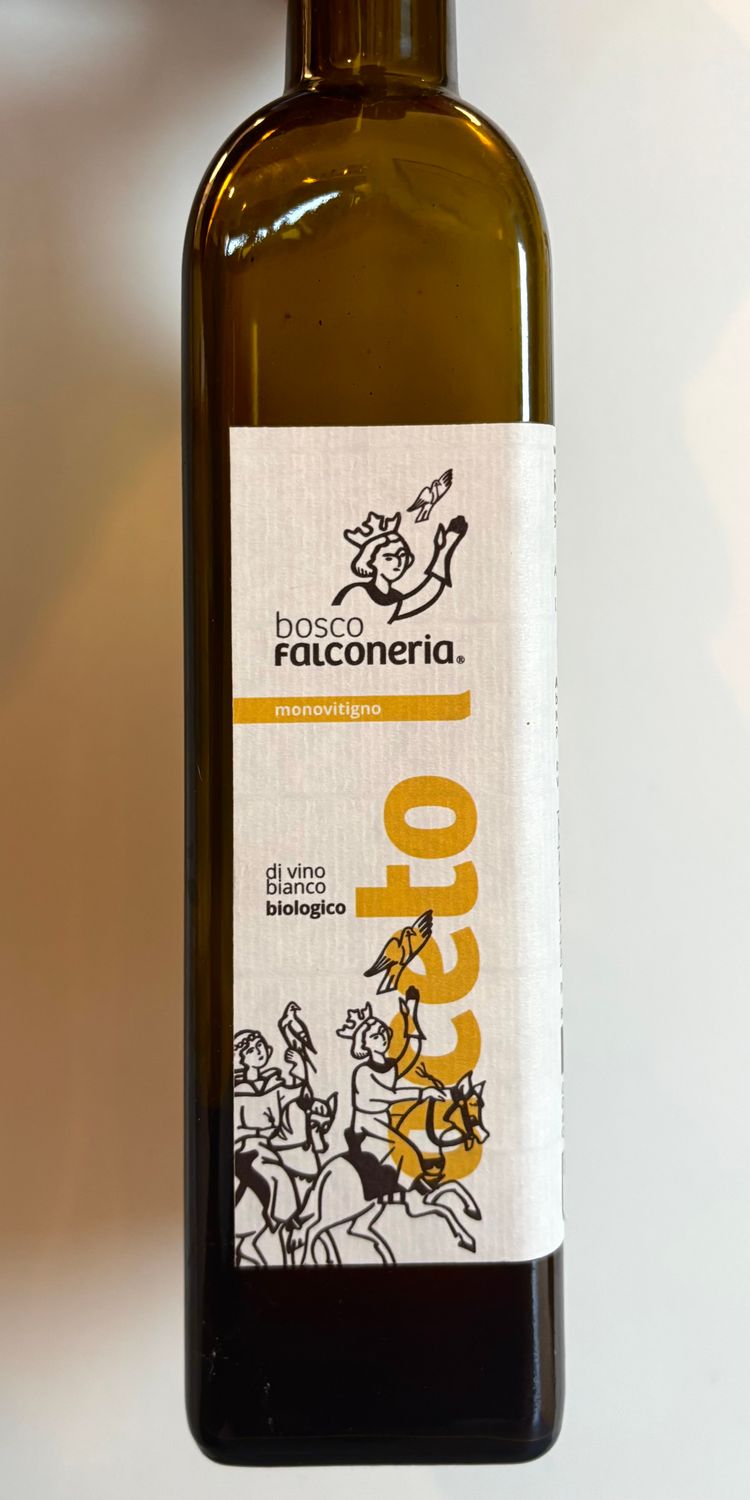 bosco
Falconeria®
monovitigno
aceto
di vino
bianco
biologico